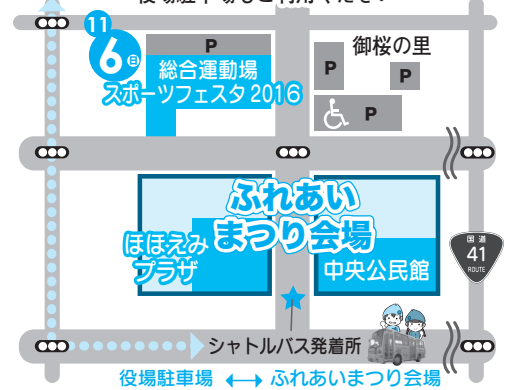 役場駐車場もご利用ください
11
6日
P
総合運動場
スポーツフェスタ2016
御桜の里
P
P
P
ふれあい
まつり会場
ほほえみ
プラザ
中央公民館
国道
41
ROUTE
シャトルバス発着所
役場駐車場 ⟷ ふれあいまつり会場